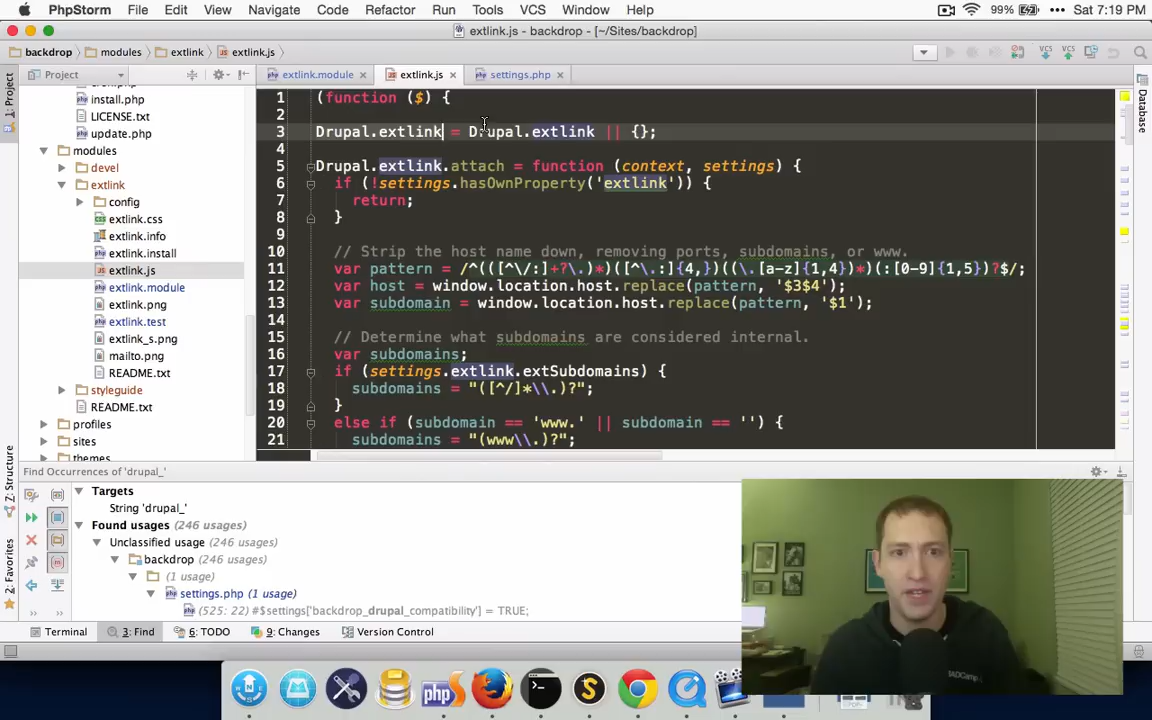 PhpStorm File Edit View Navigate Code Refactor Run Tools VCS Window Help 99% Sat 7:19 PM
extlink.js - backdrop - [~/Sites/backdrop]
backdrop modules extlink extlink.js
Project
extlink.module extlink.js settings.php
1: Project
Database
install.php
LICENSE.txt
update.php
modules
devel
extlink
config
extlink.css
extlink.info
extlink.install
extlink.js
extlink.module
extlink.png
extlink.test
extlink_s.png
mailto.png
README.txt
styleguide
README.txt
profiles
sites
themes
1 (function ($) {
2
3 Drupal.extlink = Drupal.extlink || {};
4
5 Drupal.extlink.attach = function (context, settings) {
6 if (!settings.hasOwnProperty('extlink')) {
7 return;
8 }
9
10 // Strip the host name down, removing ports, subdomains, or www.
11 var pattern = /^(([^\/:]+?\.)*)([^\.:]{4,})((\.[a-z]{1,4})*)(:[0-9]{1,5})?$/;
12 var host = window.location.host.replace(pattern, '$3$4');
13 var subdomain = window.location.host.replace(pattern, '$1');
14
15 // Determine what subdomains are considered internal.
16 var subdomains;
17 if (settings.extlink.extSubdomains) {
18 subdomains = "([^/]*\\.)?";
19 }
20 else if (subdomain == 'www.' || subdomain == '') {
21 subdomains = "(www\\.)?";
7: Structure
2: Favorites
Find Occurrences of 'drupal_'
Targets
String 'drupal_'
Found usages (246 usages)
Unclassified usage (246 usages)
backdrop (246 usages)
(1 usage)
settings.php (1 usage)
(525: 22) #$settings['backdrop_drupal_compatibility'] = TRUE;
Terminal 3: Find 6: TODO 9: Changes Version Control
php
S
BADCamp